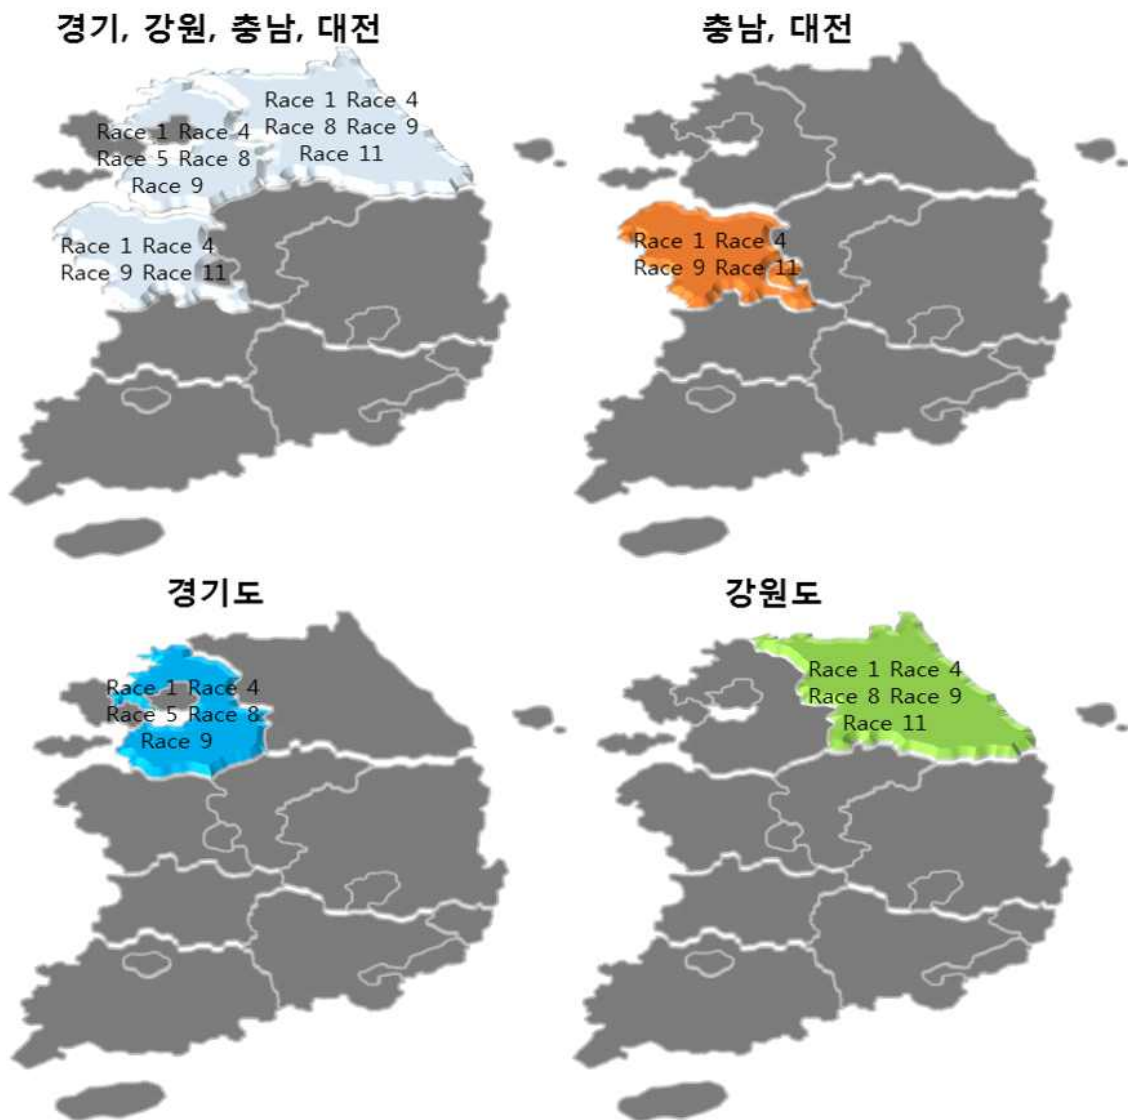 경기, 강원, 충남, 대전
Race 1 Race 4
Race 8 Race 9
Race 11
Race 1 Race 4
Race 5 Race 8
Race 9
Race 1 Race 4
Race 9 Race 11
충남, 대전
Race 1 Race 4
Race 9 Race 11
경기도
Race 1 Race 4
Race 5 Race 8
Race 9
강원도
Race 1 Race 4
Race 8 Race 9
Race 11